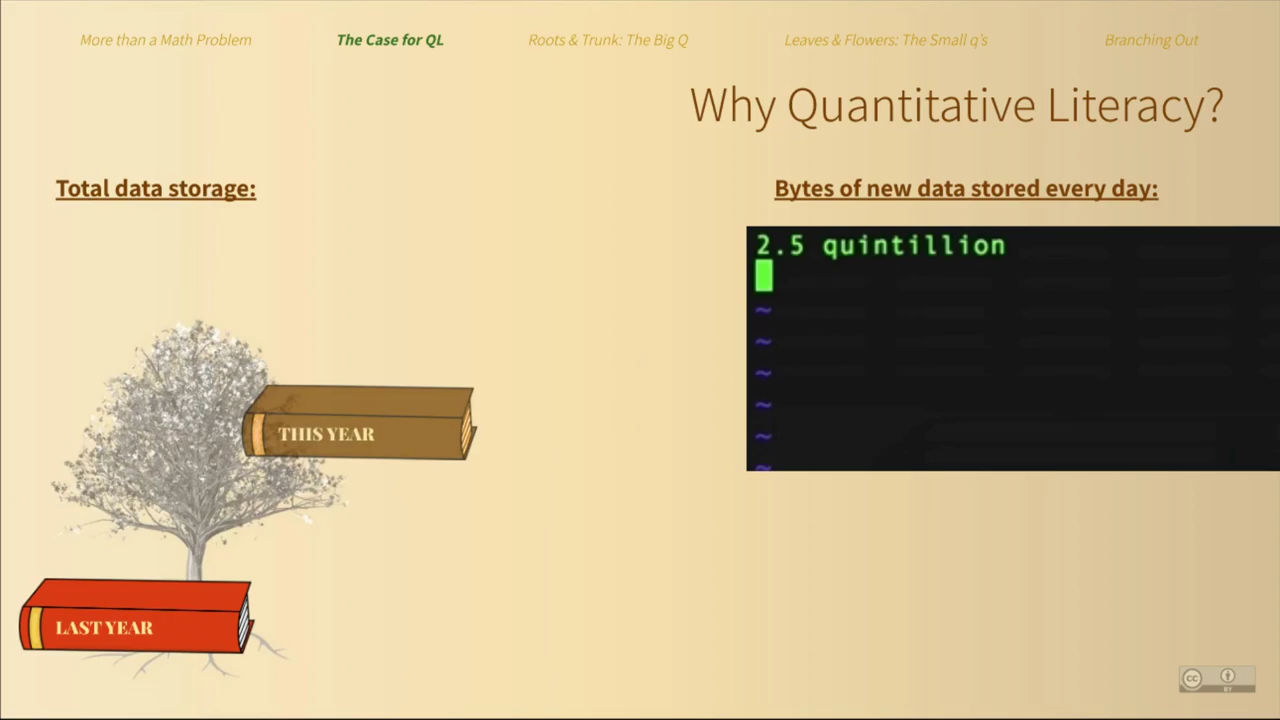 More than a Math Problem
The Case for QL
Roots & Trunk: The Big Q
Leaves & Flowers: The Small q's
Branching Out
Why Quantitative Literacy?
Total data storage:
Bytes of new data stored every day:
2.5 quintillion
~
~
~
~
~
~
THIS YEAR
LAST YEAR
cc
BY